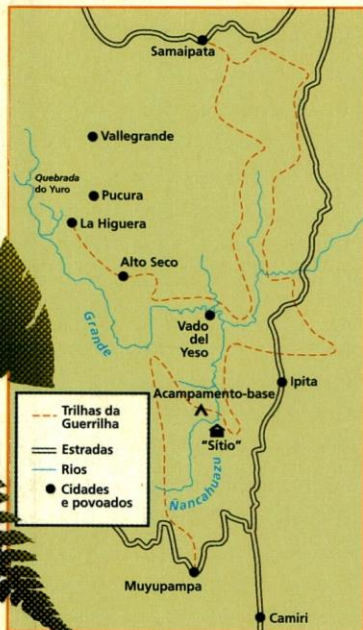 Samaipata
Vallegrande
Quebrada
do Yuro
Pucura
La Higuera
Alto Seco
Grande
Vado
del
Yeso
Ipita
Acampamento-base
"Sítio"
Ñancahuazu
Trilhas da
Guerrilha
Estradas
Rios
Cidades
e povoados
Muyupampa
Camiri